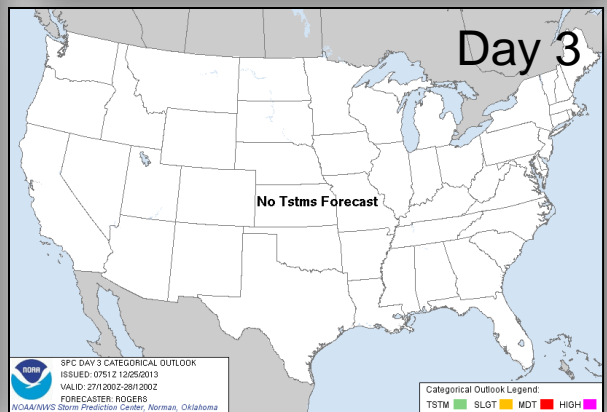 Day 3
No Tstms Forecast
NOAA
SPC DAY 3 CATEGORICAL OUTLOOK
ISSUED: 0751Z 12/25/2013
VALID: 27/1200Z-28/1200Z
FORECASTER: ROGERS
NOAA/NWS Storm Prediction Center, Norman, Oklahoma
Categorical Outlook Legend:
TSTM SLGT MDT HIGH